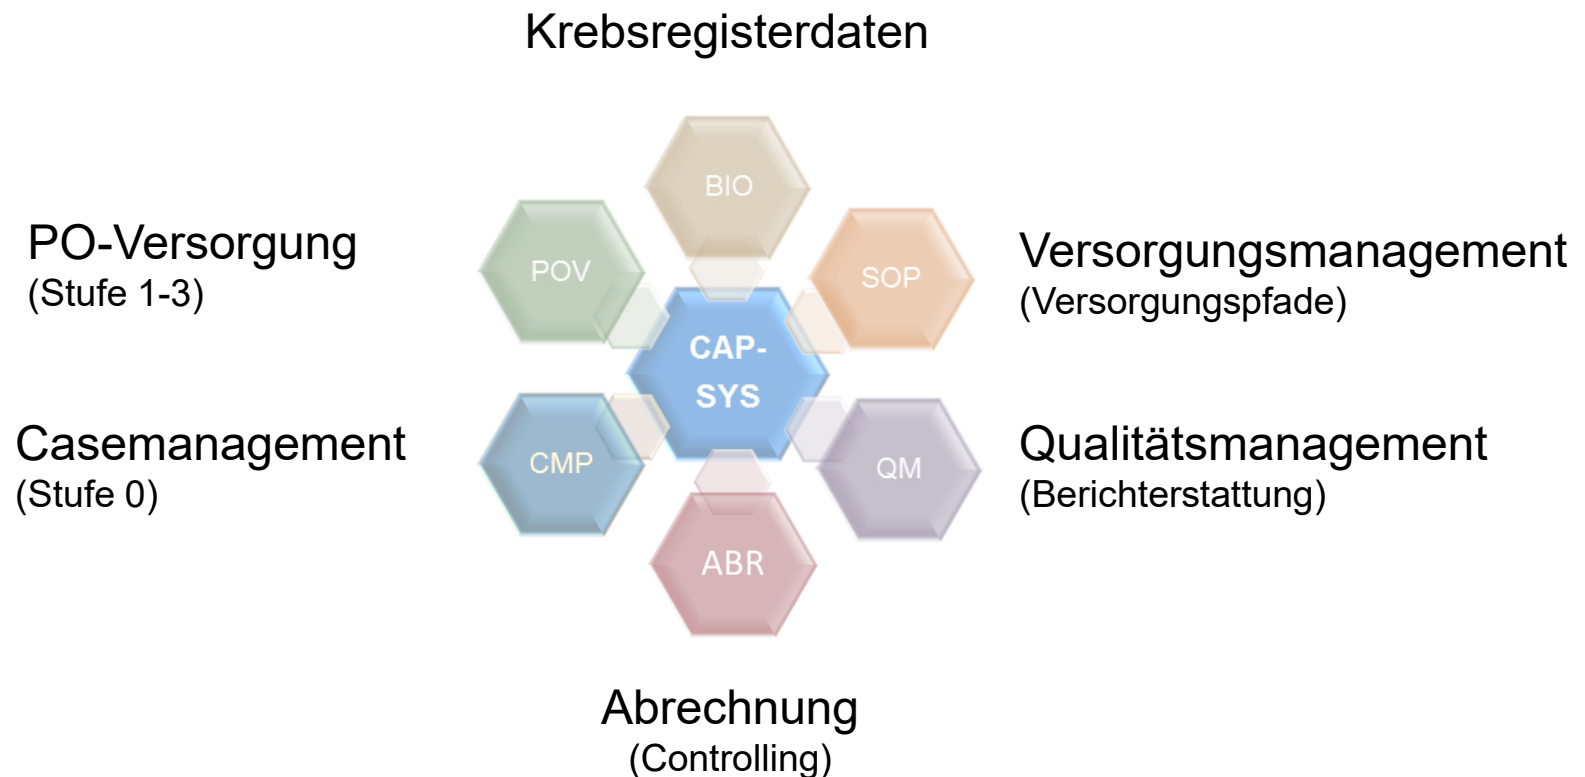 Krebsregisterdaten
BIO
PO-Versorgung
(Stufe 1-3)
POV
SOP
Versorgungsmanagement
(Versorgungspfade)
CAP-
SYS
Casemanagement
(Stufe 0)
CMP
QM
Qualitätsmanagement
(Berichterstattung)
ABR
Abrechnung
(Controlling)